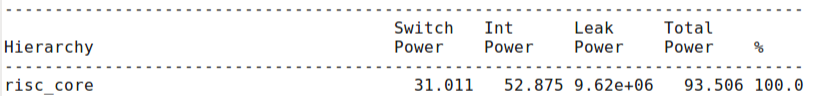 --------------------------------------------------------------------------------
                                       Switch   Int      Leak     Total
Hierarchy                              Power    Power    Power    Power    %
--------------------------------------------------------------------------------
risc_core                                31.011   52.875 9.62e+06   93.506 100.0